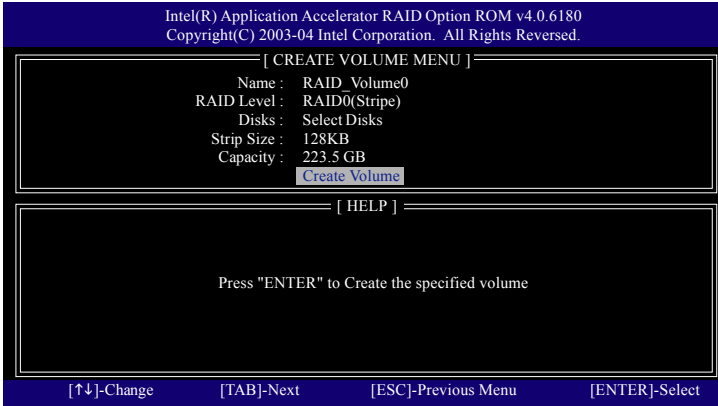 Intel(R) Application Accelerator RAID Option ROM v4.0.6180
Copyright(C) 2003-04 Intel Corporation. All Rights Reversed.
[ CREATE VOLUME MENU ]
Name : RAID_Volume0
RAID Level : RAID0(Stripe)
Disks : Select Disks
Strip Size : 128KB
Capacity : 223.5 GB
Create Volume
[ HELP ]
Press "ENTER" to Create the specified volume
[↑↓]-Change [TAB]-Next [ESC]-Previous Menu [ENTER]-Select